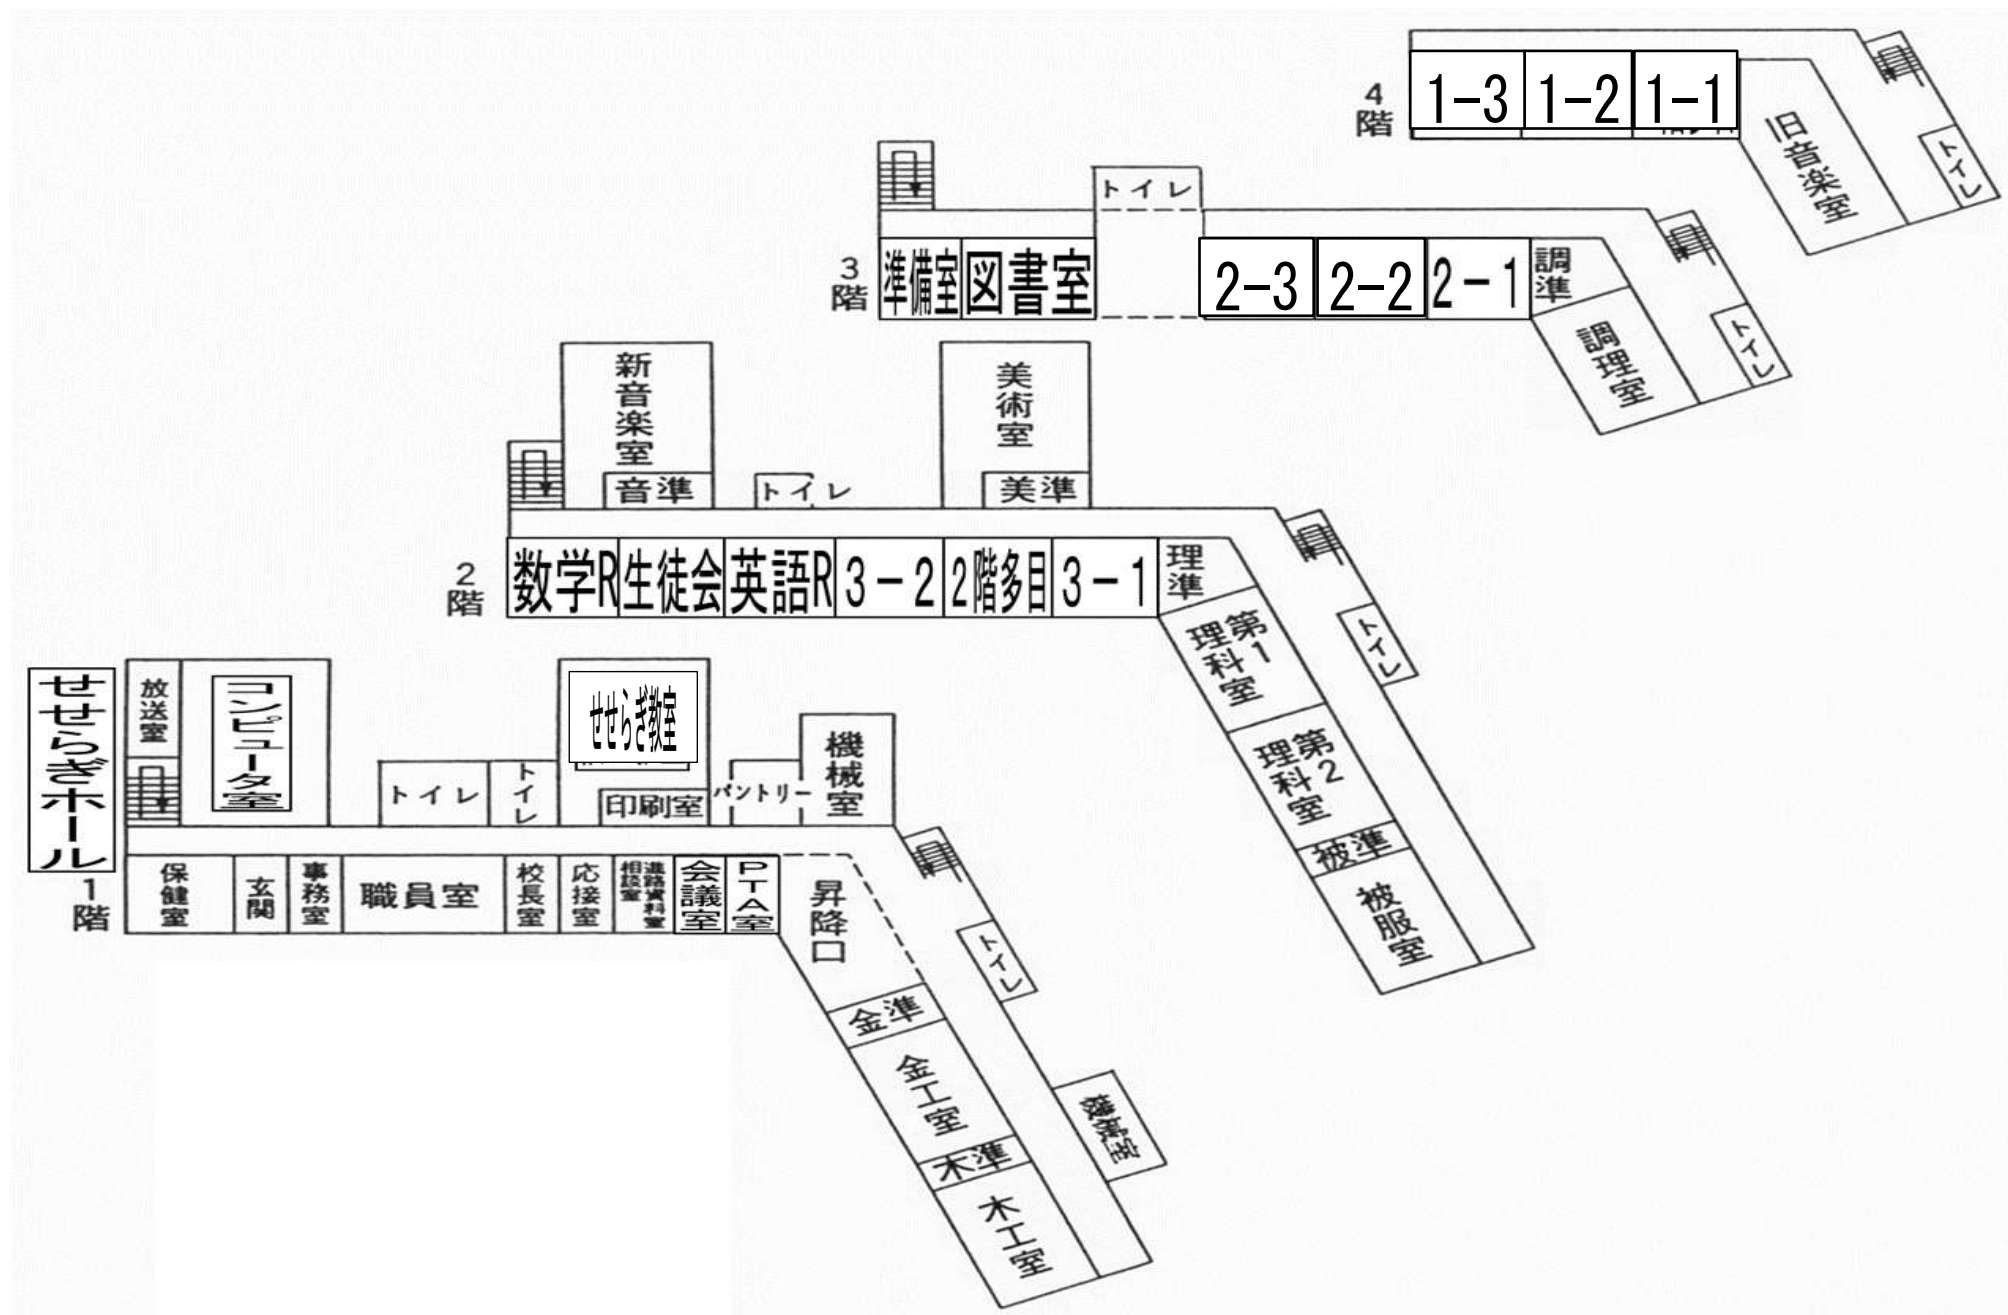 4階
1-3
1-2
1-1
旧音楽室
トイレ
3階
準備室
図書室
トイレ
2-3
2-2
2-1
調準
調理室
トイレ
2階
新音楽室
音準
トイレ
美術室
美準
数学R
生徒会
英語R
3-2
2階多目
3-1
理準
第1理科室
第2理科室
被準
被服室
トイレ
せせらぎホール
1階
放送室
コンピュータ室
トイレ
トイレ
せせらぎ教室
印刷室
パントリー
機械室
保健室
玄関
事務室
職員室
校長室
応接室
進路資料室
相談室
会議室
PTA室
昇降口
金準
金工室
木準
木工室
トイレ